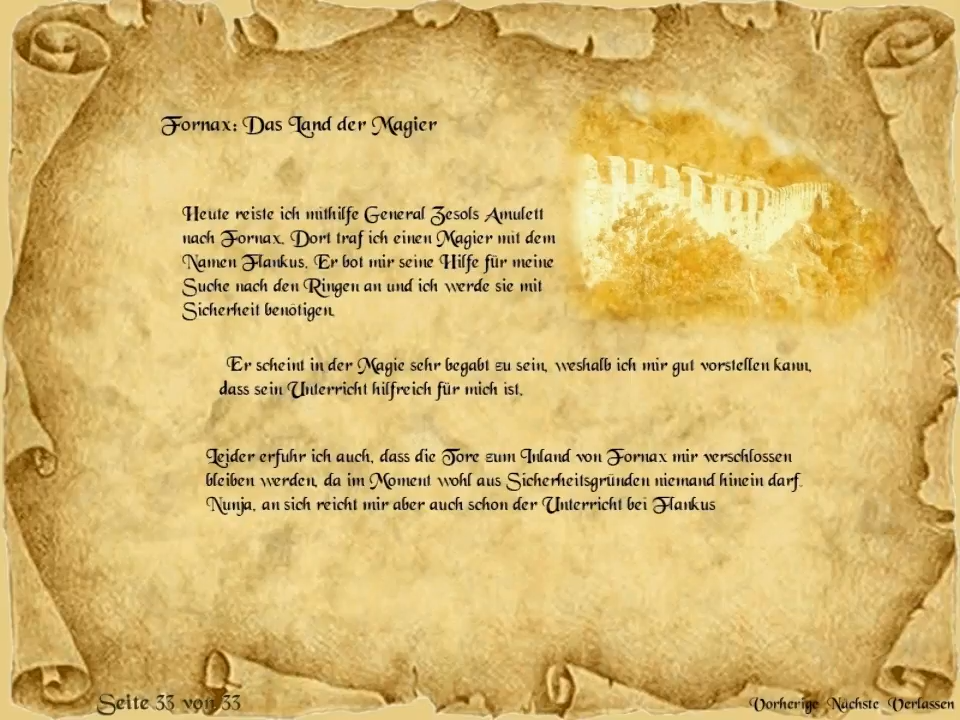 Fornax: Das Land der Magier
Heute reiste ich mithilfe General Zesols Amulett
nach Fornax. Dort traf ich einen Magier mit dem
Namen Flankus. Er bot mir seine Hilfe für meine
Suche nach den Ringen an und ich werde sie mit
Sicherheit benötigen.
Er scheint in der Magie sehr begabt zu sein, weshalb ich mir gut vorstellen kann,
dass sein Unterricht hilfreich für mich ist.
Leider erfuhr ich auch, dass die Tore zum Inland von Fornax mir verschlossen
bleiben werden, da im Moment wohl aus Sicherheitsgründen niemand hinein darf.
Nunja, an sich reicht mir aber auch schon der Unterricht bei Flankus
Seite 33 von 33
Vorherige Nächste Verlassen